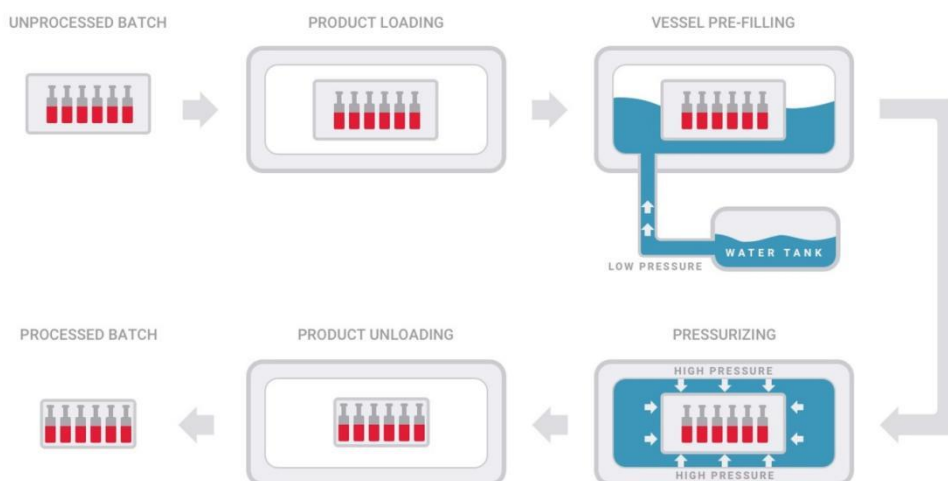 UNPROCESSED BATCH
PRODUCT LOADING
VESSEL PRE-FILLING
WATER TANK
LOW PRESSURE
PROCESSED BATCH
PRODUCT UNLOADING
PRESSURIZING
HIGH PRESSURE
HIGH PRESSURE